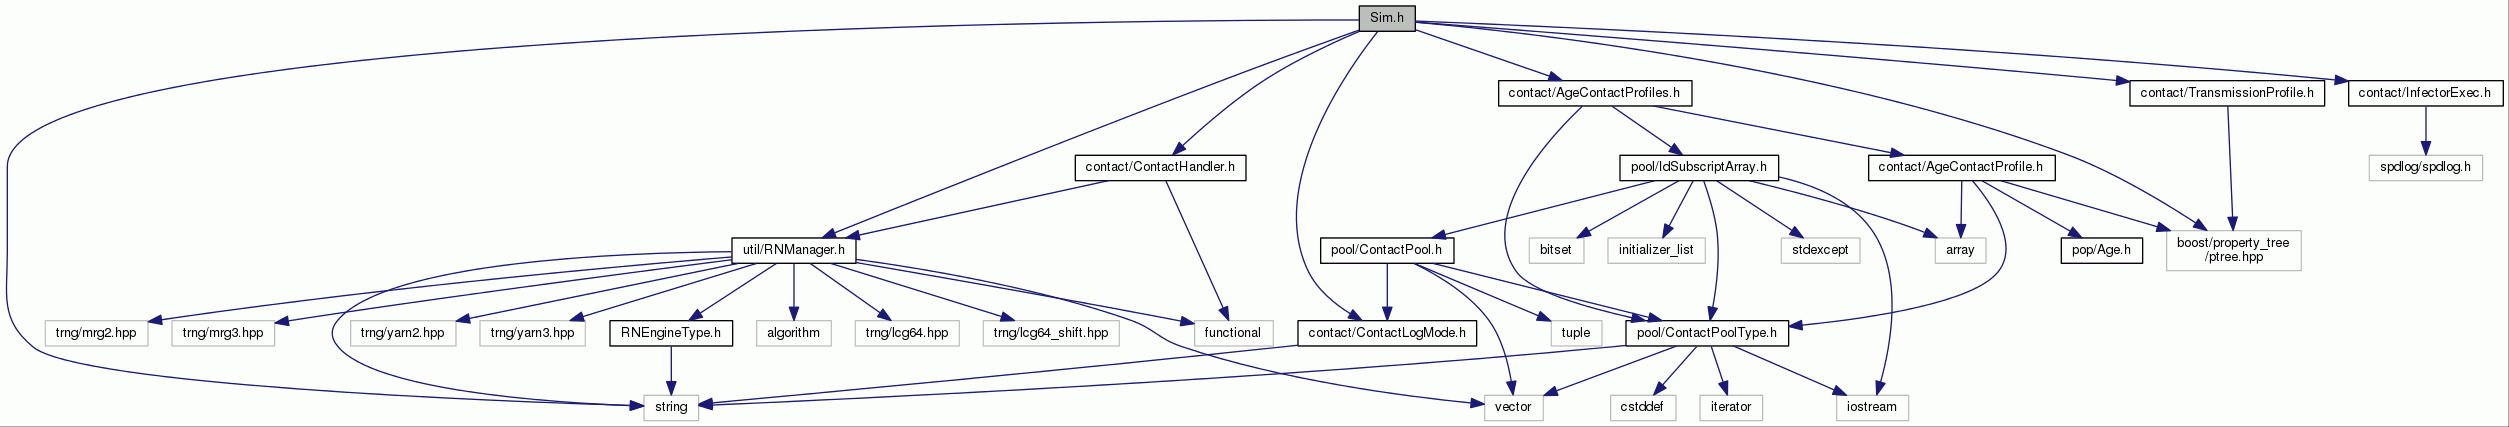 Sim.h
contact/AgeContactProfiles.h
contact/TransmissionProfile.h
contact/InfectorExec.h
contact/ContactHandler.h
pool/IdSubscriptArray.h
contact/AgeContactProfile.h
spdlog/spdlog.h
util/RNManager.h
pool/ContactPool.h
bitset
initializer_list
stdexcept
array
pop/Age.h
boost/property_tree
/ptree.hpp
trng/mrg2.hpp
trng/mrg3.hpp
trng/yarn2.hpp
trng/yarn3.hpp
RNEngineType.h
algorithm
trng/lcg64.hpp
trng/lcg64_shift.hpp
functional
contact/ContactLogMode.h
tuple
pool/ContactPoolType.h
string
vector
cstddef
iterator
iostream